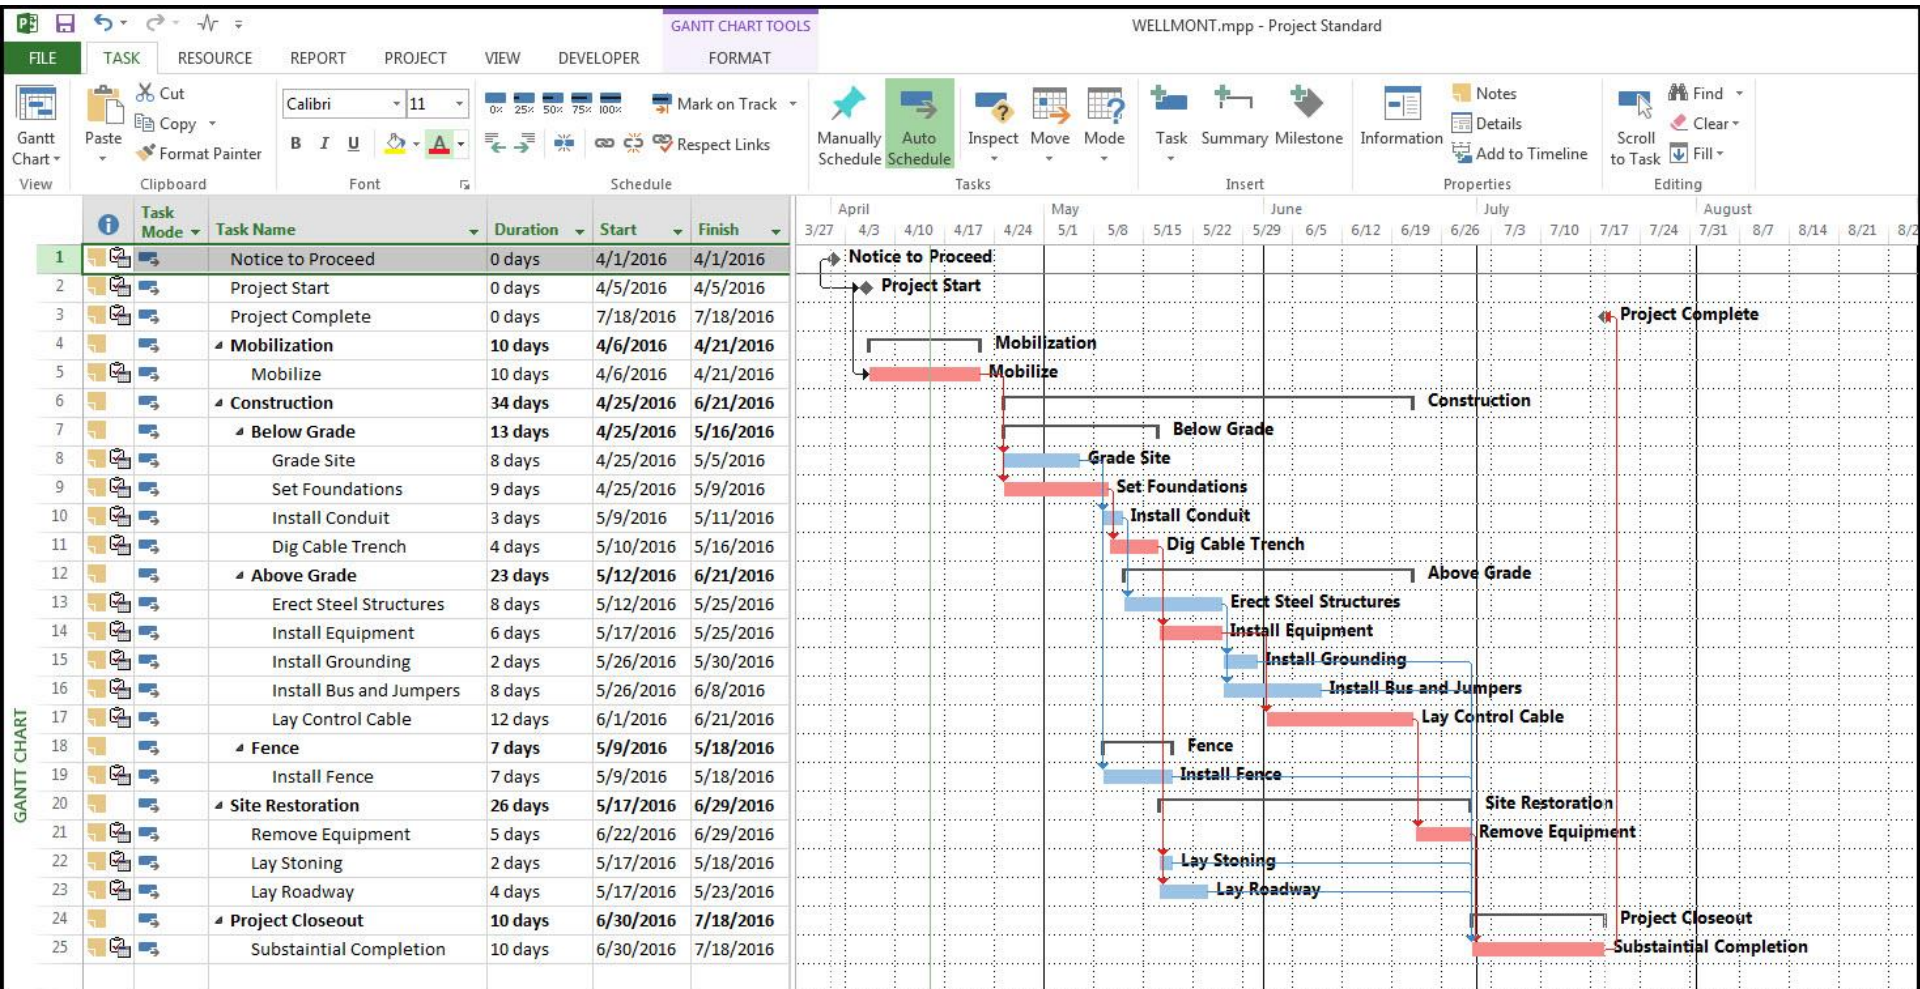 GANTT CHART TOOLS
WELLMONT.mpp - Project Standard
FILE TASK RESOURCE REPORT PROJECT VIEW DEVELOPER FORMAT
Gantt Chart
View
Paste
Cut
Copy
Format Painter
Clipboard
Calibri 11
B I U A
Font
0% 25% 50% 75% 100%
Mark on Track
Respect Links
Schedule
Manually Schedule
Auto Schedule
Inspect
Move
Mode
Tasks
Task
Summary
Milestone
Insert
Information
Notes
Details
Add to Timeline
Properties
Scroll to Task
Find
Clear
Fill
Editing
Task Mode Task Name Duration Start Finish
April May June July August
3/27 4/3 4/10 4/17 4/24 5/1 5/8 5/15 5/22 5/29 6/5 6/12 6/19 6/26 7/3 7/10 7/17 7/24 7/31 8/7 8/14 8/21
1 Notice to Proceed 0 days 4/1/2016 4/1/2016 Notice to Proceed
2 Project Start 0 days 4/5/2016 4/5/2016 Project Start
3 Project Complete 0 days 7/18/2016 7/18/2016 Project Complete
4 Mobilization 10 days 4/6/2016 4/21/2016 Mobilization
5 Mobilize 10 days 4/6/2016 4/21/2016 Mobilize
6 Construction 34 days 4/25/2016 6/21/2016 Construction
7 Below Grade 13 days 4/25/2016 5/16/2016 Below Grade
8 Grade Site 8 days 4/25/2016 5/5/2016 Grade Site
9 Set Foundations 9 days 4/25/2016 5/9/2016 Set Foundations
10 Install Conduit 3 days 5/9/2016 5/11/2016 Install Conduit
11 Dig Cable Trench 4 days 5/10/2016 5/16/2016 Dig Cable Trench
12 Above Grade 23 days 5/12/2016 6/21/2016 Above Grade
13 Erect Steel Structures 8 days 5/12/2016 5/25/2016 Erect Steel Structures
14 Install Equipment 6 days 5/17/2016 5/25/2016 Install Equipment
15 Install Grounding 2 days 5/26/2016 5/30/2016 Install Grounding
16 Install Bus and Jumpers 8 days 5/26/2016 6/8/2016 Install Bus and Jumpers
17 Lay Control Cable 12 days 6/1/2016 6/21/2016 Lay Control Cable
18 Fence 7 days 5/9/2016 5/18/2016 Fence
19 Install Fence 7 days 5/9/2016 5/18/2016 Install Fence
20 Site Restoration 26 days 5/17/2016 6/29/2016 Site Restoration
21 Remove Equipment 5 days 6/22/2016 6/29/2016 Remove Equipment
22 Lay Stoning 2 days 5/17/2016 5/18/2016 Lay Stoning
23 Lay Roadway 4 days 5/17/2016 5/23/2016 Lay Roadway
24 Project Closeout 10 days 6/30/2016 7/18/2016 Project Closeout
25 Substaintial Completion 10 days 6/30/2016 7/18/2016 Substaintial Completion
GANTT CHART